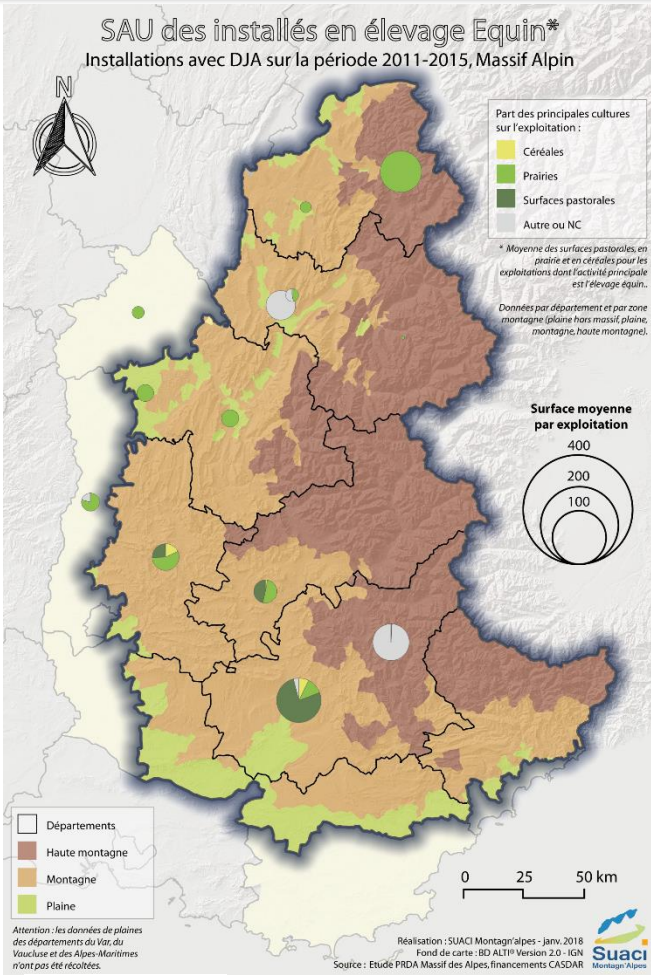 SAU des installés en élevage Equin*
Installations avec DJA sur la période 2011-2015, Massif Alpin
N
Part des principales cultures
sur l'exploitation :
Céréales
Prairies
Surfaces pastorales
Autre ou NC
* Moyenne des surfaces pastorales, en
prairie et en céréales pour les
exploitations dont l'activité principale
est l'élevage équin..
Données par département et par zone
montagne (plaine hors massif, plaine,
montagne, haute montagne).
Surface moyenne
par exploitation
400
200
100
Départements
Haute montagne
Montagne
Plaine
Attention : les données de plaines
des départements du Var, du
Vaucluse et des Alpes-Maritimes
n'ont pas été récoltées.
0 25 50 km
Réalisation : SUACI Montagn'alpes - janv. 2018
Fond de carte : BD ALTI® Version 2.0 - IGN
Source : Etude PRDA Massif des Alpes, financements CASDAR
Suaci
Montagn'Alpes